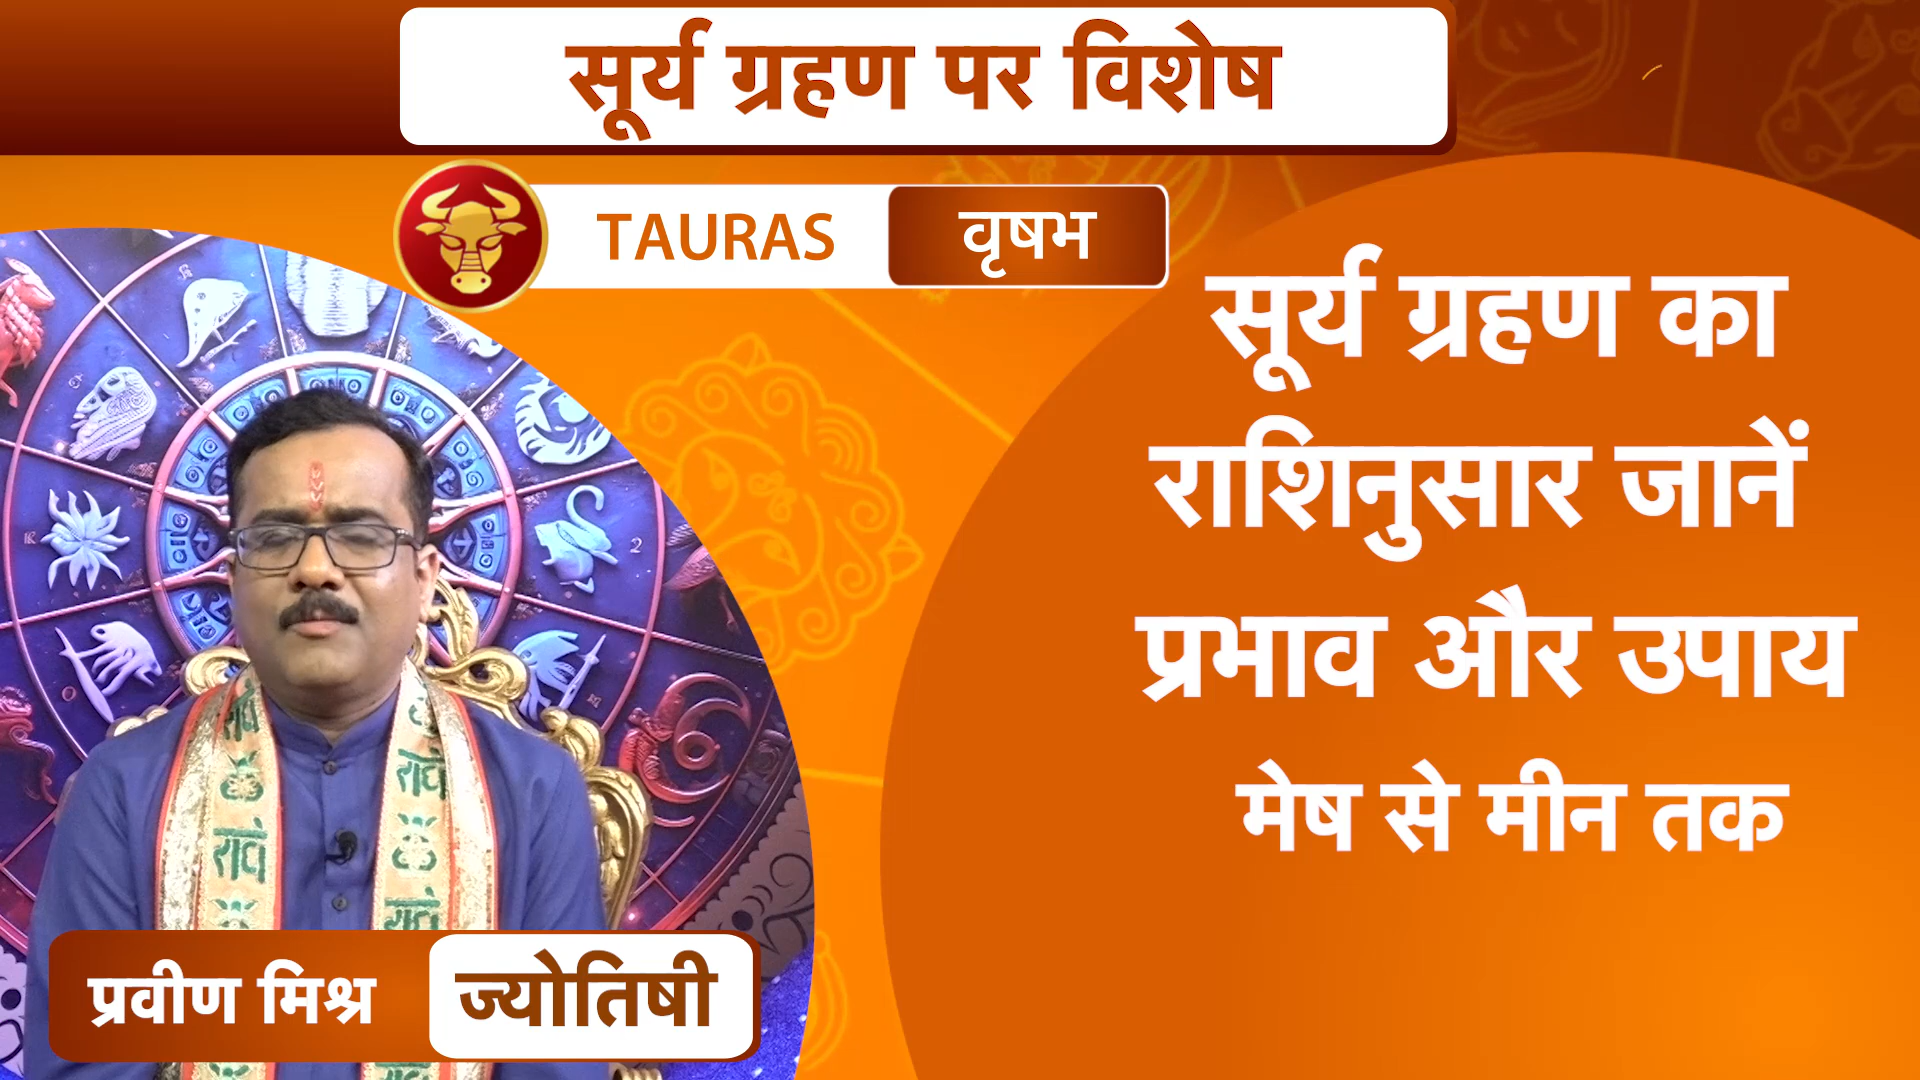 सूर्य ग्रहण पर विशेष
TAURAS वृषभ
सूर्य ग्रहण का
राशिनुसार जानें
प्रभाव और उपाय
मेष से मीन तक
प्रवीण मिश्र ज्योतिषी